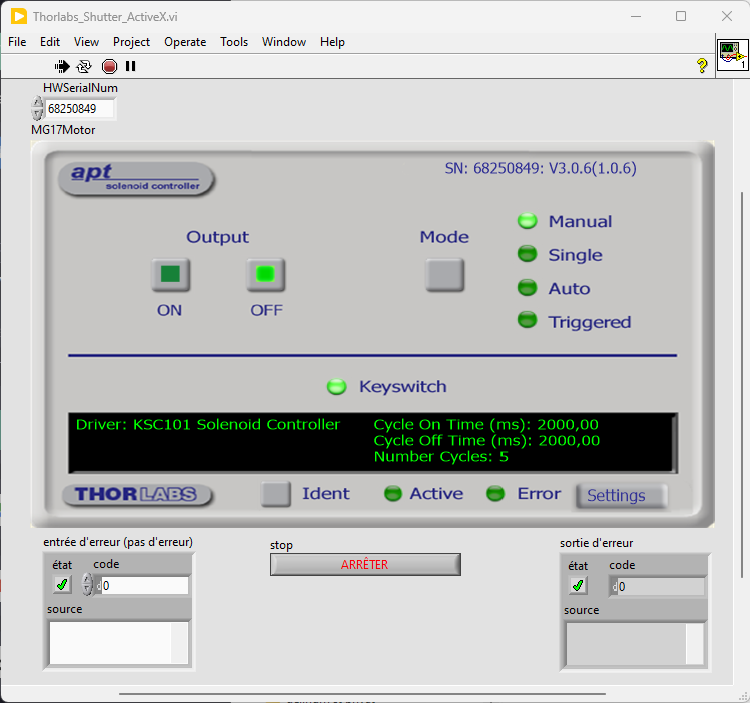 Thorlabs_Shutter_ActiveX.vi
File Edit View Project Operate Tools Window Help
1
HWSerialNum
68250849
MG17Motor
apt
solenoid controller
SN: 68250849: V3.0.6(1.0.6)
Output
ON
OFF
Mode
Manual
Single
Auto
Triggered
Keyswitch
Driver: KSC101 Solenoid Controller
Cycle On Time (ms): 2000,00
Cycle Off Time (ms): 2000,00
Number Cycles: 5
THORLABS
Ident
Active
Error
Settings
entrée d'erreur (pas d'erreur)
état
code
d0
source
stop
ARRÊTER
sortie d'erreur
état
code
d0
source